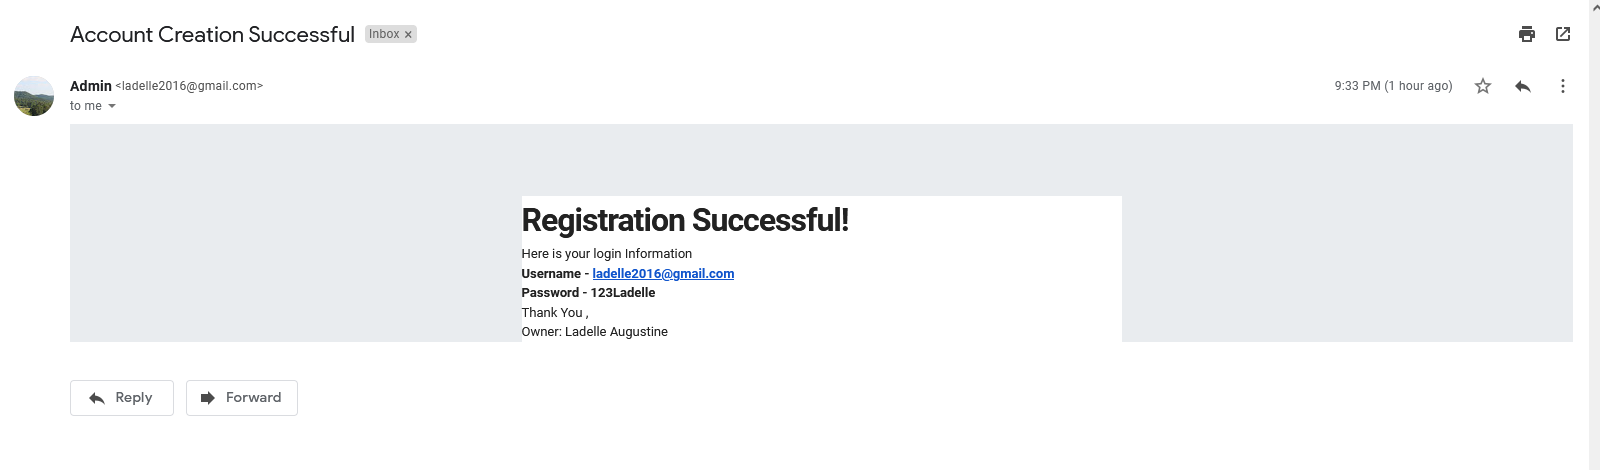 Account Creation Successful Inbox ×
Admin <ladelle2016@gmail.com> 9:33 PM (1 hour ago)
to me
Registration Successful!
Here is your login Information
Username - ladelle2016@gmail.com
Password - 123Ladelle
Thank You ,
Owner: Ladelle Augustine
Reply Forward